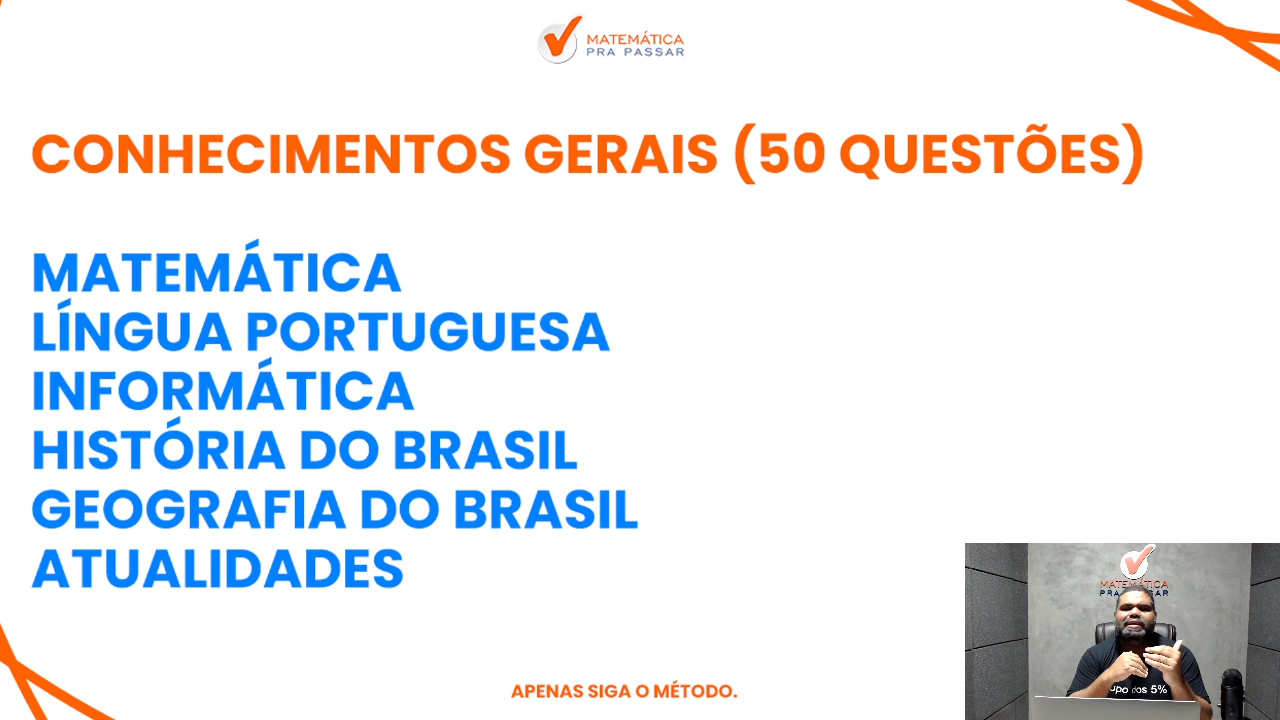 MATEMÁTICA
PRA PASSAR
CONHECIMENTOS GERAIS (50 QUESTÕES)
MATEMÁTICA
LÍNGUA PORTUGUESA
INFORMÁTICA
HISTÓRIA DO BRASIL
GEOGRAFIA DO BRASIL
ATUALIDADES
MATEMÁTICA
PRA PASSAR
dos 5%
APENAS SIGA O MÉTODO.